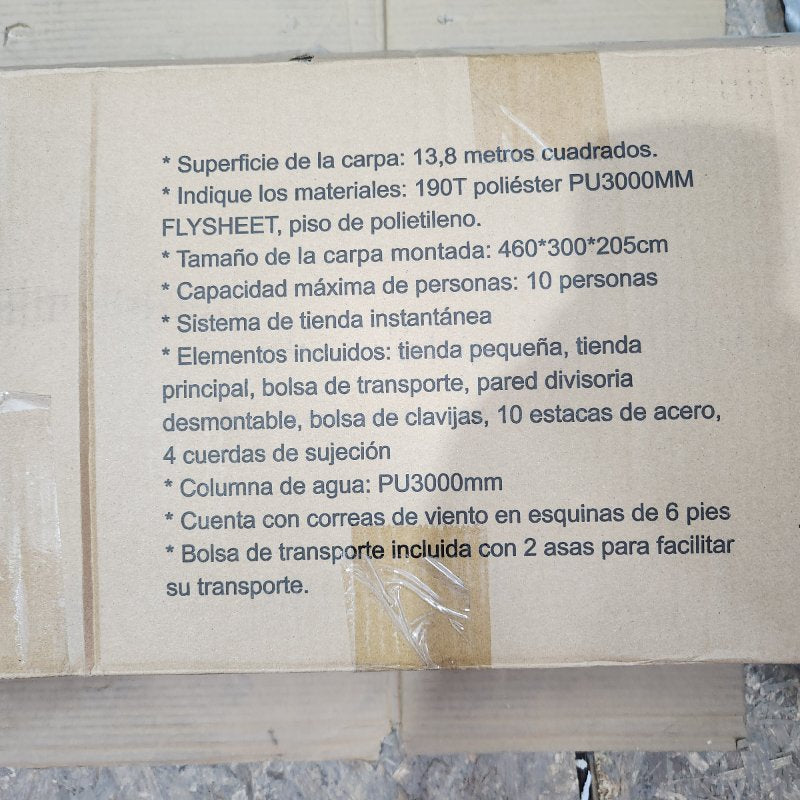 * Superficie de la carpa: 13,8 metros cuadrados.
* Indique los materiales: 190T poliéster PU3000MM
FLYSHEET, piso de polietileno.
* Tamaño de la carpa montada: 460*300*205cm
* Capacidad máxima de personas: 10 personas
* Sistema de tienda instantánea
* Elementos incluidos: tienda pequeña, tienda
principal, bolsa de transporte, pared divisoria
desmontable, bolsa de clavijas, 10 estacas de acero,
4 cuerdas de sujeción
* Columna de agua: PU3000mm
* Cuenta con correas de viento en esquinas de 6 pies
* Bolsa de transporte incluida con 2 asas para facilitar
su transporte.